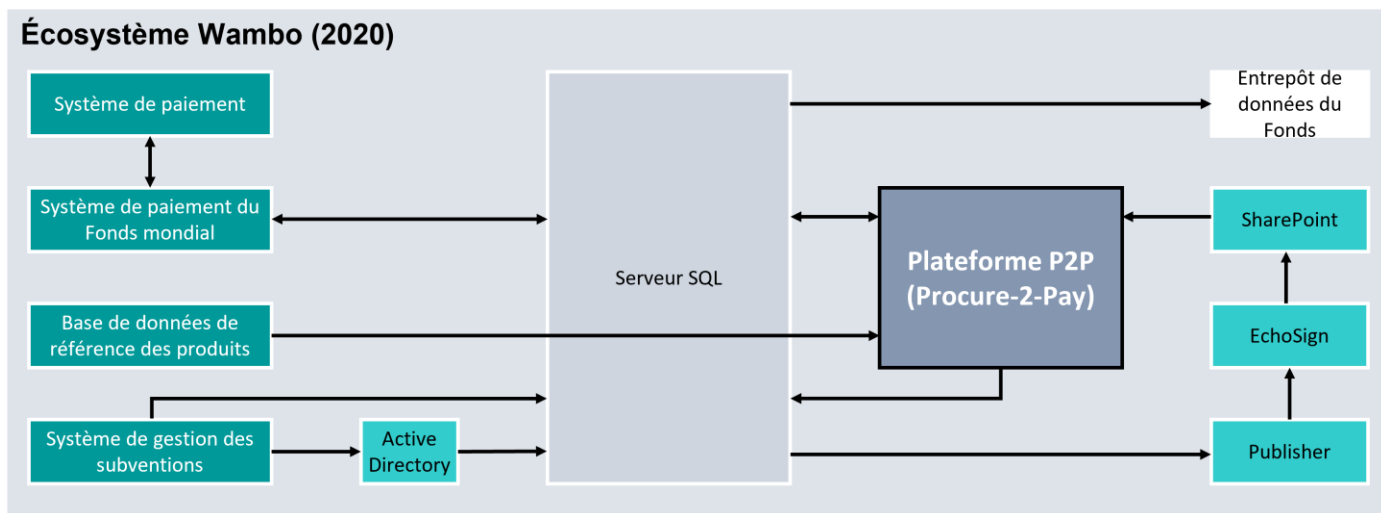 Écosystème Wambo (2020)
Système de paiement
Entrepôt de
données du
Fonds
Système de paiement du
Fonds mondial
Serveur SQL
Plateforme P2P
(Procure-2-Pay)
SharePoint
Base de données de
référence des produits
EchoSign
Système de gestion des
subventions
Active
Directory
Publisher